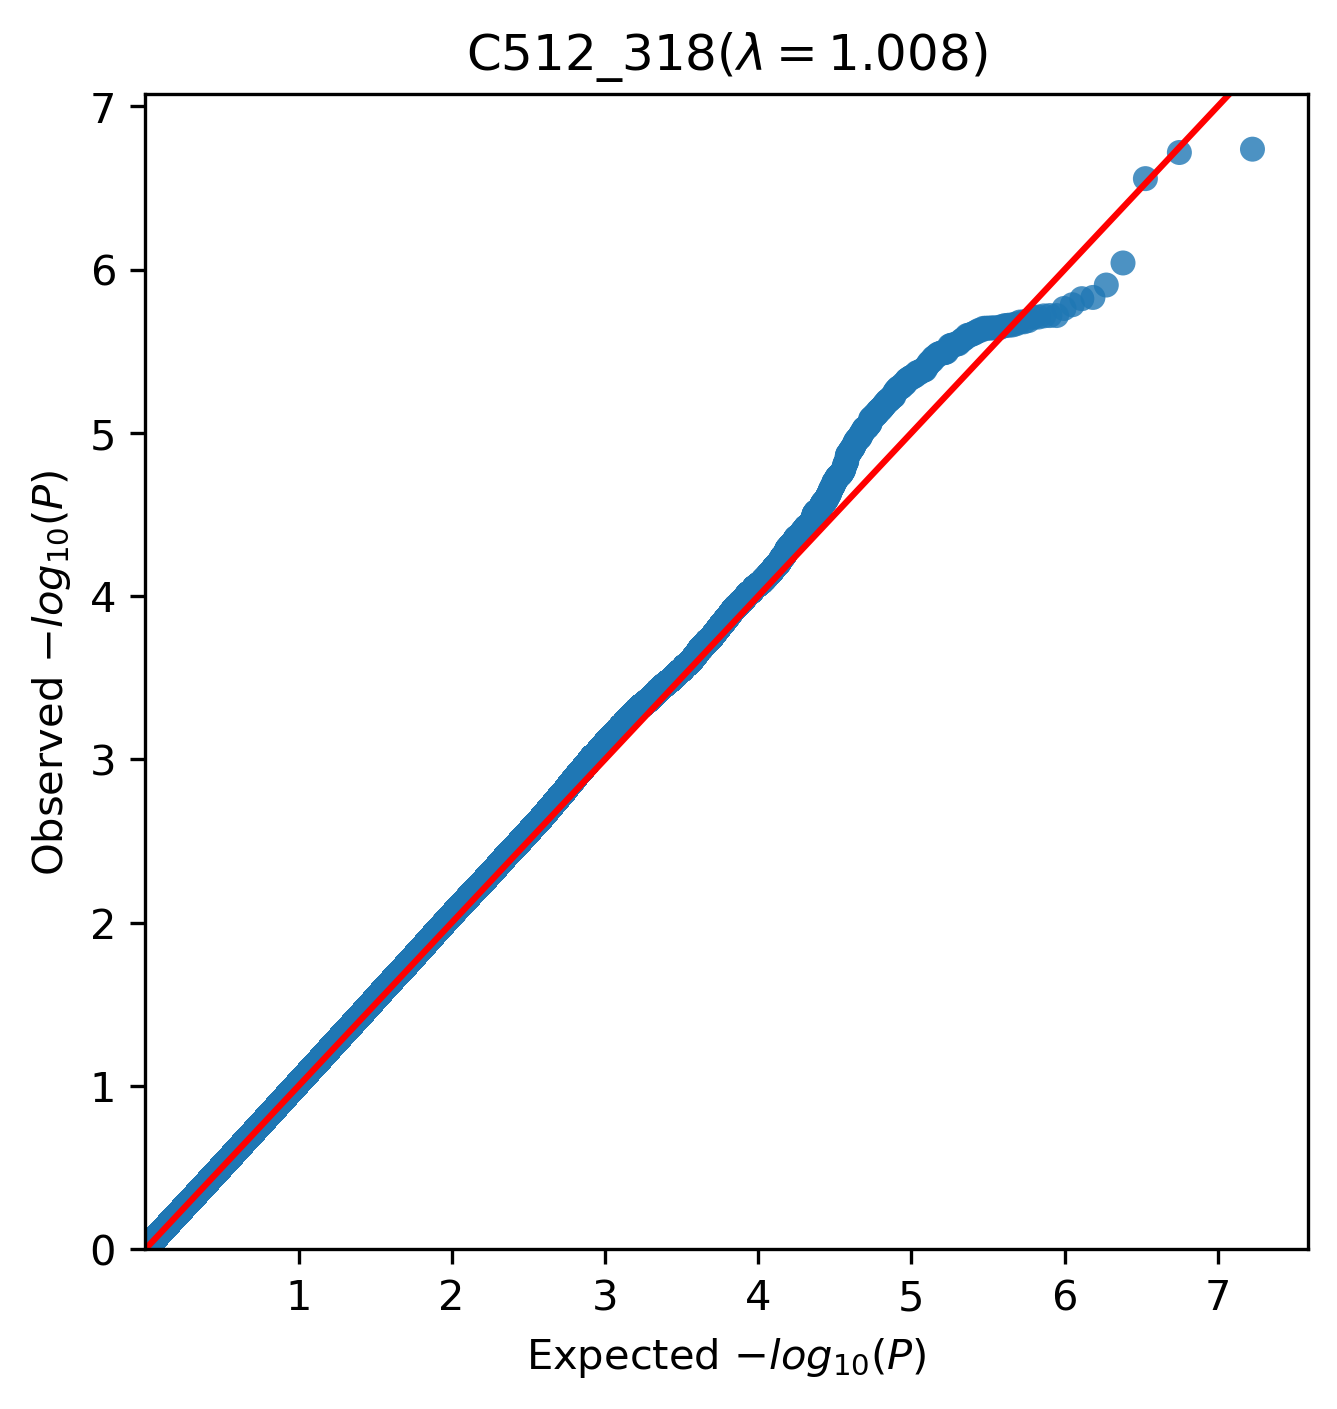 C512_318(λ = 1.008)
7
6
5
4
3
2
1
0
Observed −log10(P)
1 2 3 4 5 6 7
Expected −log10(P)